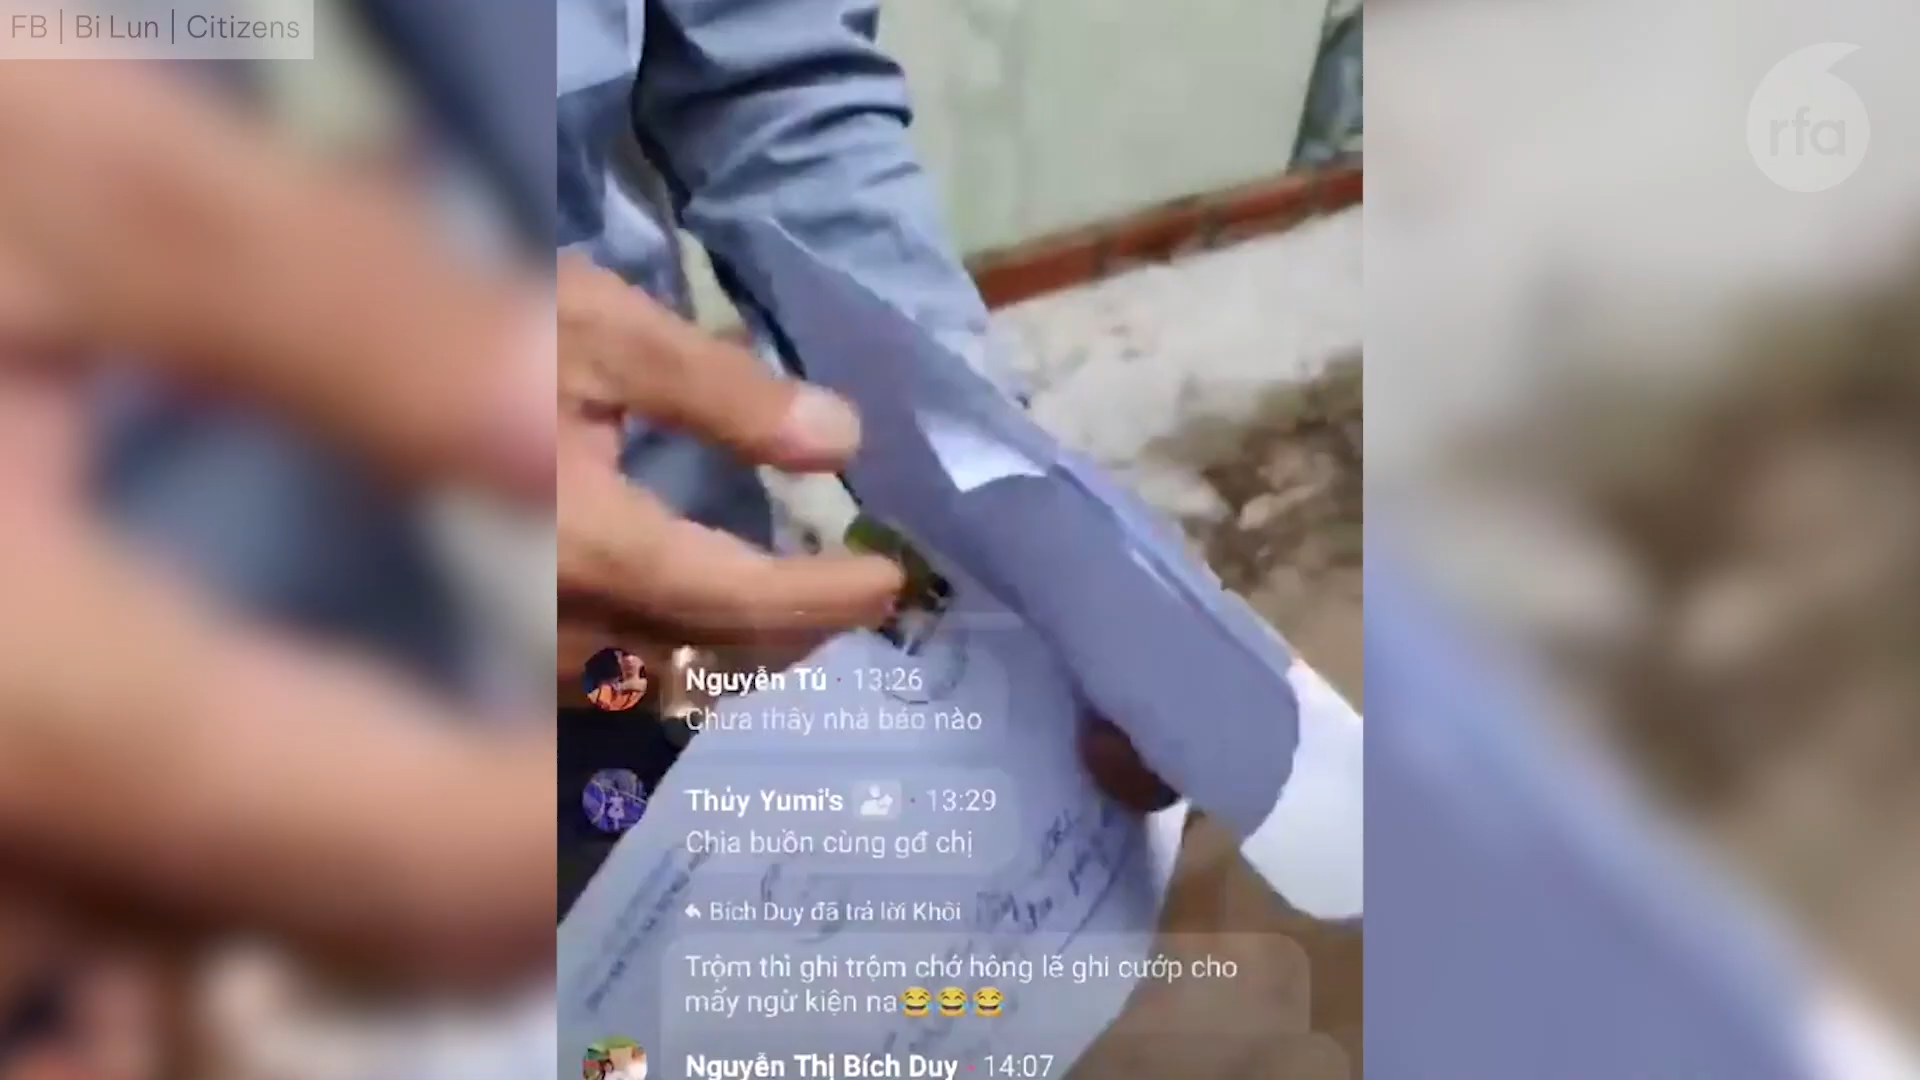 FB | Bi Lun | Citizens
rfa
Nguyễn Tú · 13:26
Chưa thây nhà báo nào
Thủy Yumi's · 13:29
Chia buồn cùng gđ chị
Bích Duy đã trả lời Khôi
Trộm thì ghi trộm chớ hông lẽ ghi cướp cho
mấy ngừ kiện na😂😂😂
Nguyễn Thị Bích Duy · 14:07